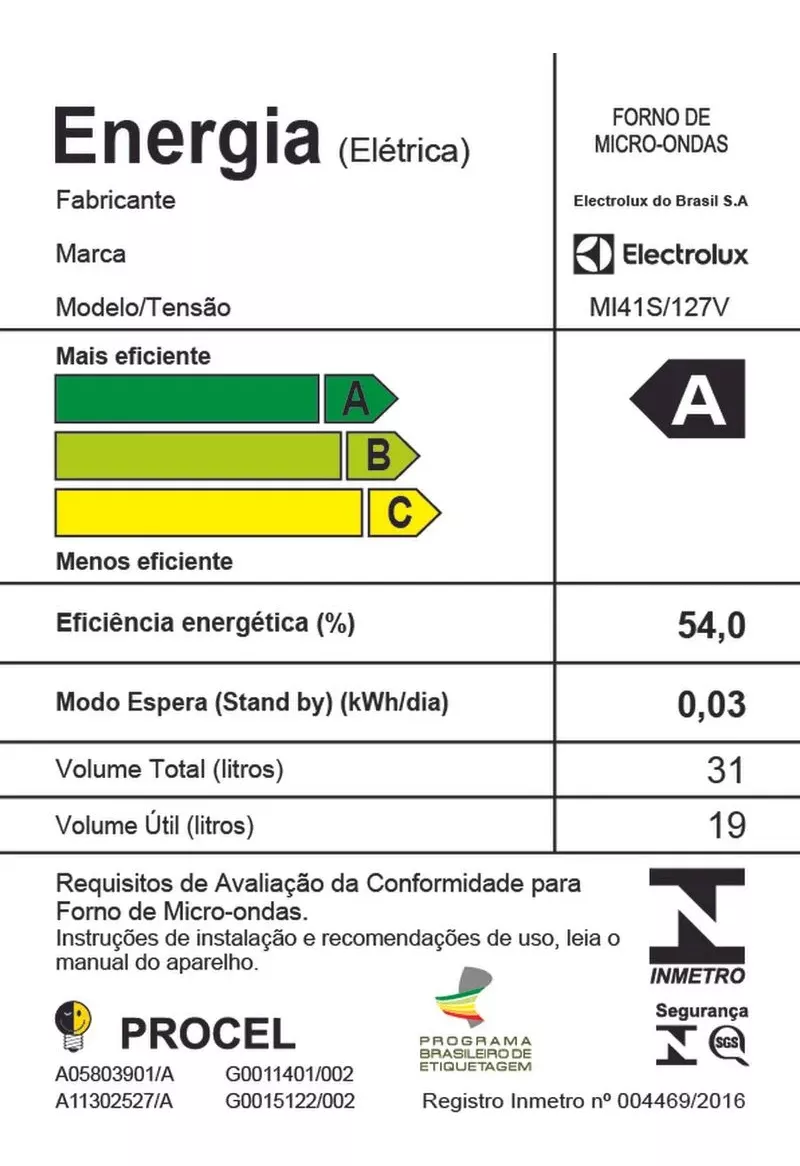 Energia (Elétrica)
FORNO DE
MICRO-ONDAS
Fabricante
Electrolux do Brasil S.A
Marca
Electrolux
Modelo/Tensão
MI41S/127V
Mais eficiente
A
A
B
C
Menos eficiente
Eficiência energética (%)
54,0
Modo Espera (Stand by) (kWh/dia)
0,03
Volume Total (litros)
31
Volume Útil (litros)
19
Requisitos de Avaliação da Conformidade para
Forno de Micro-ondas.
Instruções de instalação e recomendações de uso, leia o
manual do aparelho.
INMETRO
PROCEL
PROGRAMA
BRASILEIRO DE
ETIQUETAGEM
Segurança
SGS
A05803901/A G0011401/002
A11302527/A G0015122/002
Registro Inmetro nº 004469/2016